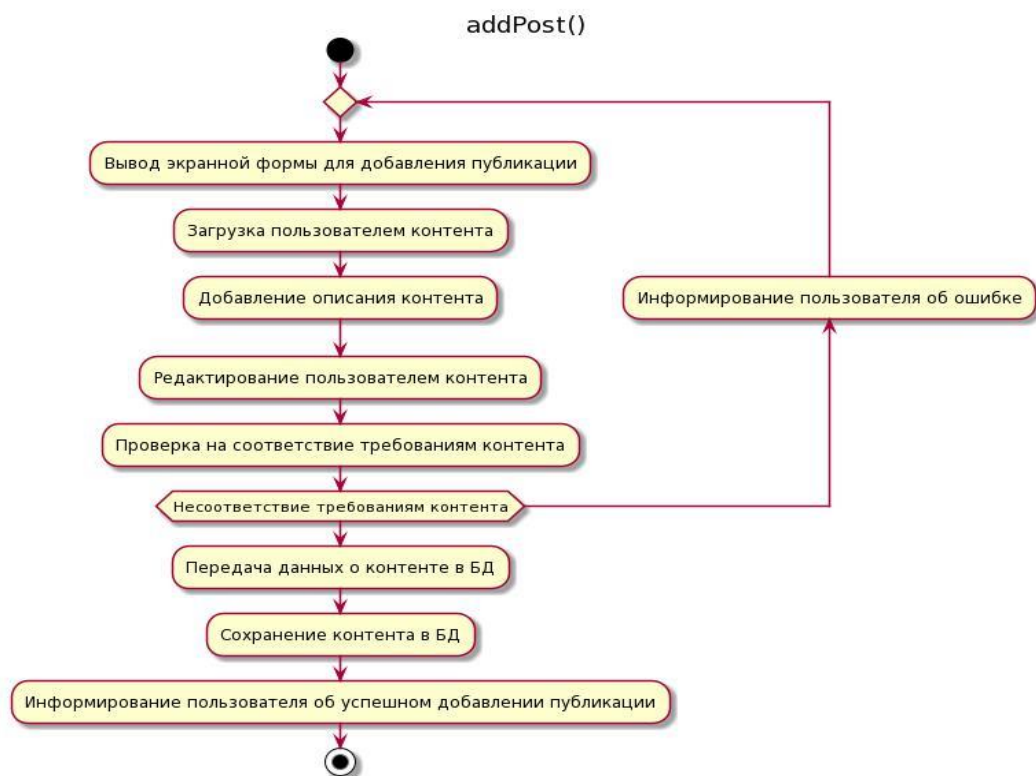 addPost()
Вывод экранной формы для добавления публикации
Загрузка пользователем контента
Добавление описания контента
Информирование пользователя об ошибке
Редактирование пользователем контента
Проверка на соответствие требованиям контента
Несоответствие требованиям контента
Передача данных о контенте в БД
Сохранение контента в БД
Информирование пользователя об успешном добавлении публикации